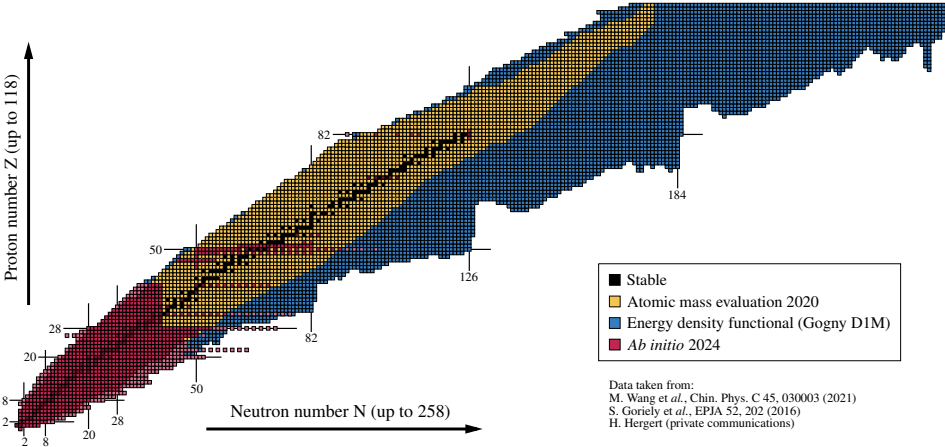 Proton number Z (up to 118)
82
184
50
126
28
82
20
50
8
28
2
20
2 8
Neutron number N (up to 258)
Stable
Atomic mass evaluation 2020
Energy density functional (Gogny D1M)
Ab initio 2024
Data taken from:
M. Wang et al., Chin. Phys. C 45, 030003 (2021)
S. Goriely et al., EPJA 52, 202 (2016)
H. Hergert (private communications)